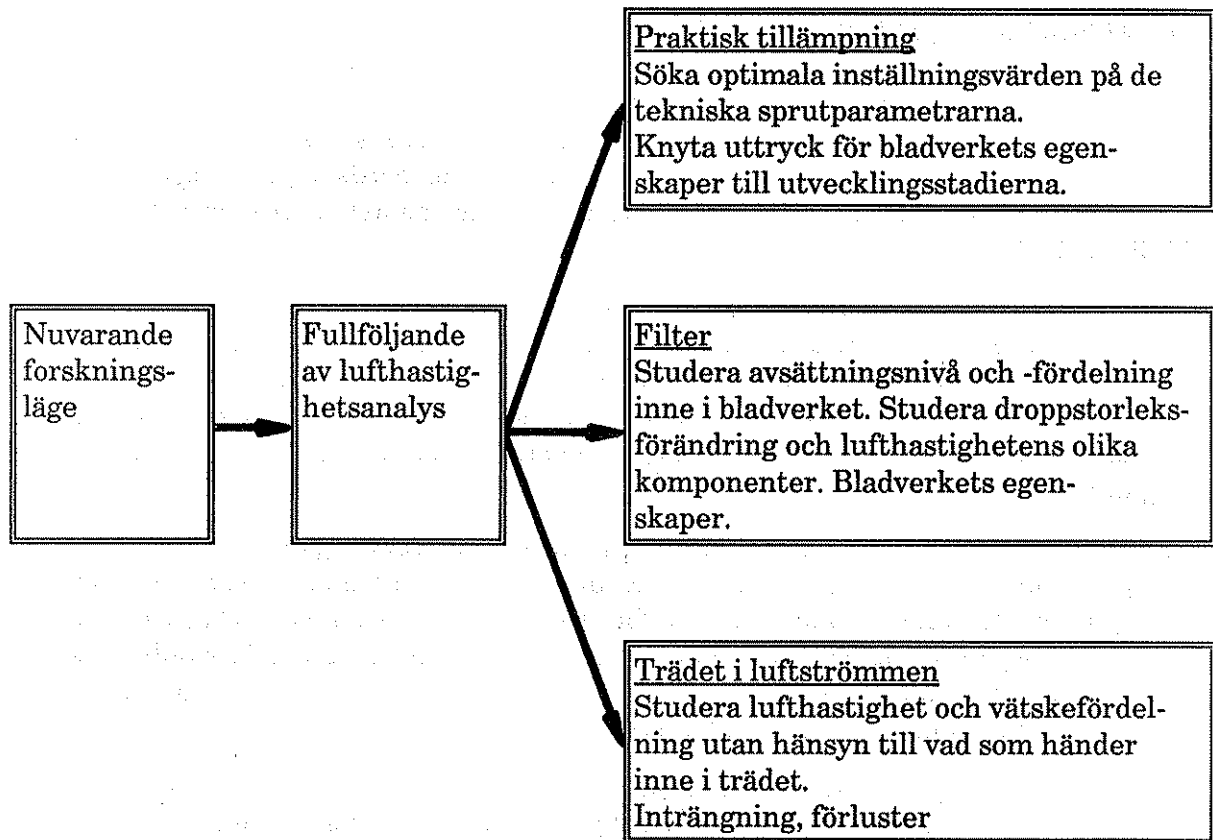 Praktisk tillämpning
Söka optimala inställningsvärden på de
tekniska sprutparametrarna.
Knyta uttryck för bladverkets egen-
skaper till utvecklingsstadierna.
Nuvarande
forsknings-
läge
Fullföljande
av lufthastig-
hetsanalys
Filter
Studera avsättningsnivå och -fördelning
inne i bladverket. Studera droppstorleks-
förändring och lufthastighetens olika
komponenter. Bladverkets egen-
skaper.
Trädet i luftströmmen
Studera lufthastighet och vätskefördel-
ning utan hänsyn till vad som händer
inne i trädet.
Inträngning, förluster